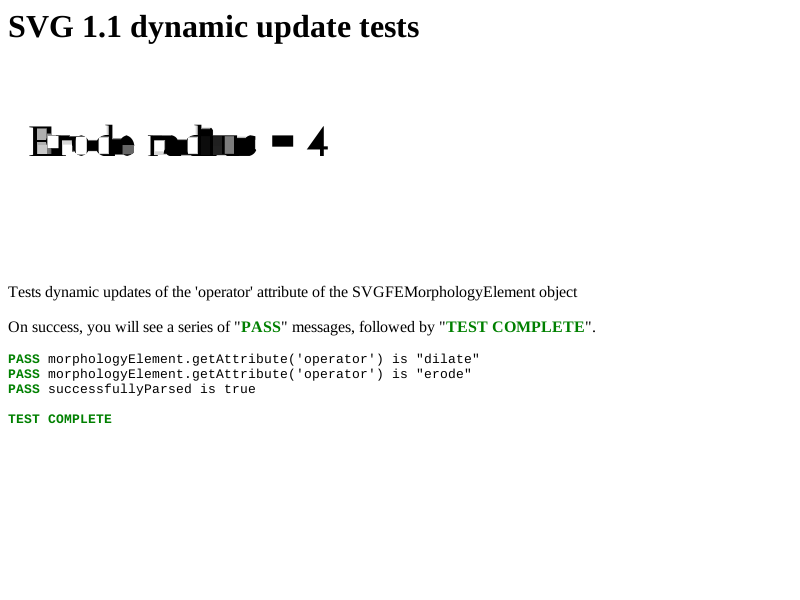 SVG 1.1 dynamic update tests
Erode radius = 4
Tests dynamic updates of the 'operator' attribute of the SVGFEMorphologyElement object
On success, you will see a series of "PASS" messages, followed by "TEST COMPLETE".
PASS morphologyElement.getAttribute('operator') is "dilate"
PASS morphologyElement.getAttribute('operator') is "erode"
PASS successfullyParsed is true
TEST COMPLETE